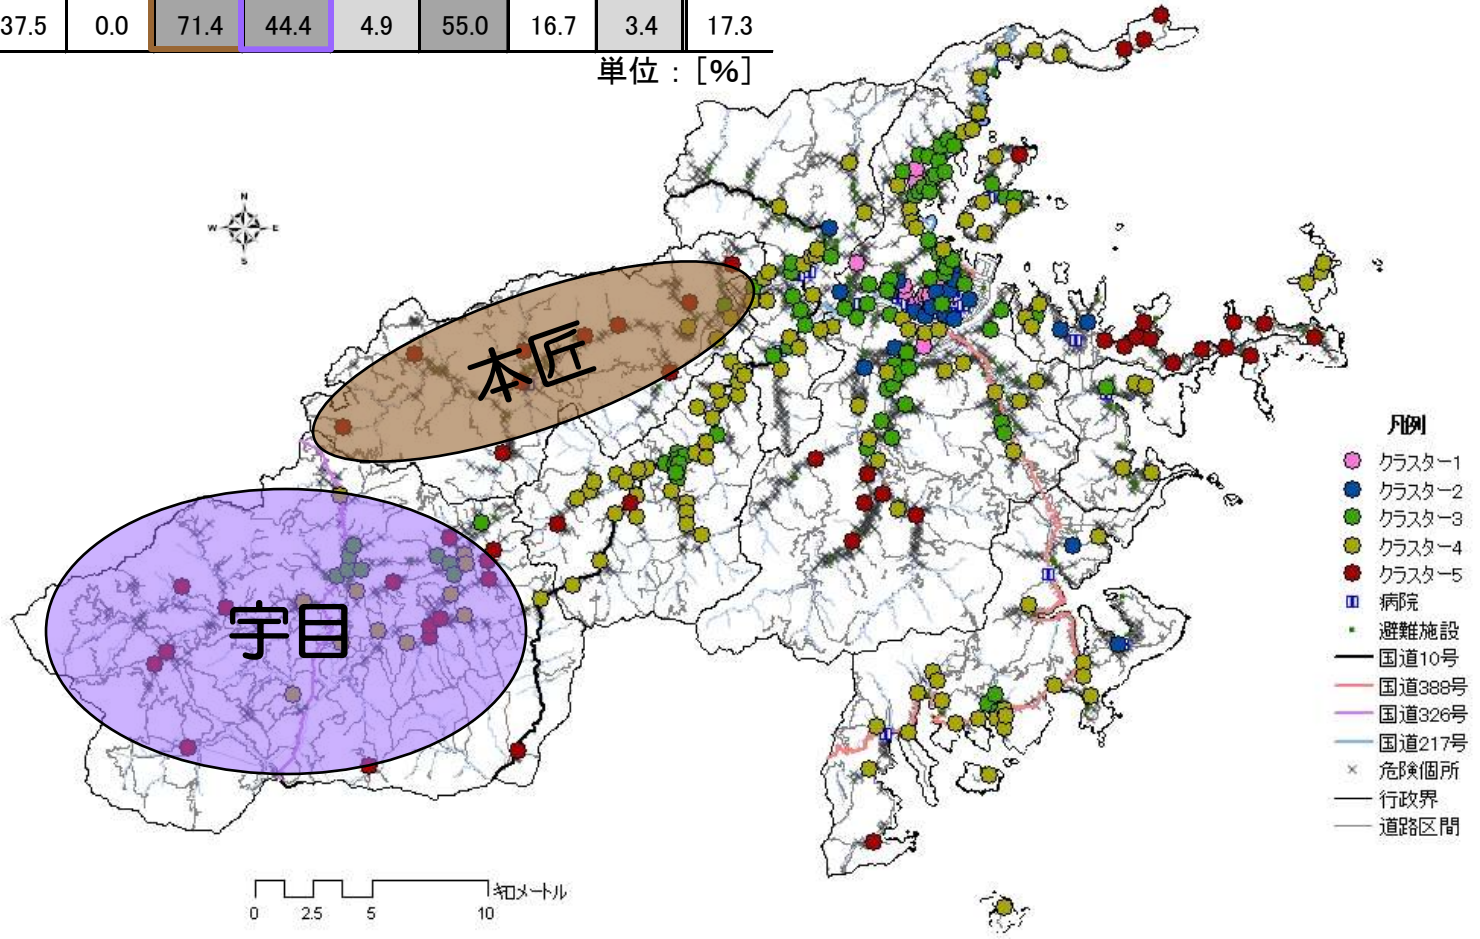 37.5 0.0 71.4 44.4 4.9 55.0 16.7 3.4 17.3
単位：[%]
N
W E
S
本匠
宇目
凡例
クラスター1
クラスター2
クラスター3
クラスター4
クラスター5
病院
避難施設
国道10号
国道388号
国道326号
国道217号
危険個所
行政界
道路区間
キロメートル
0 2.5 5 10